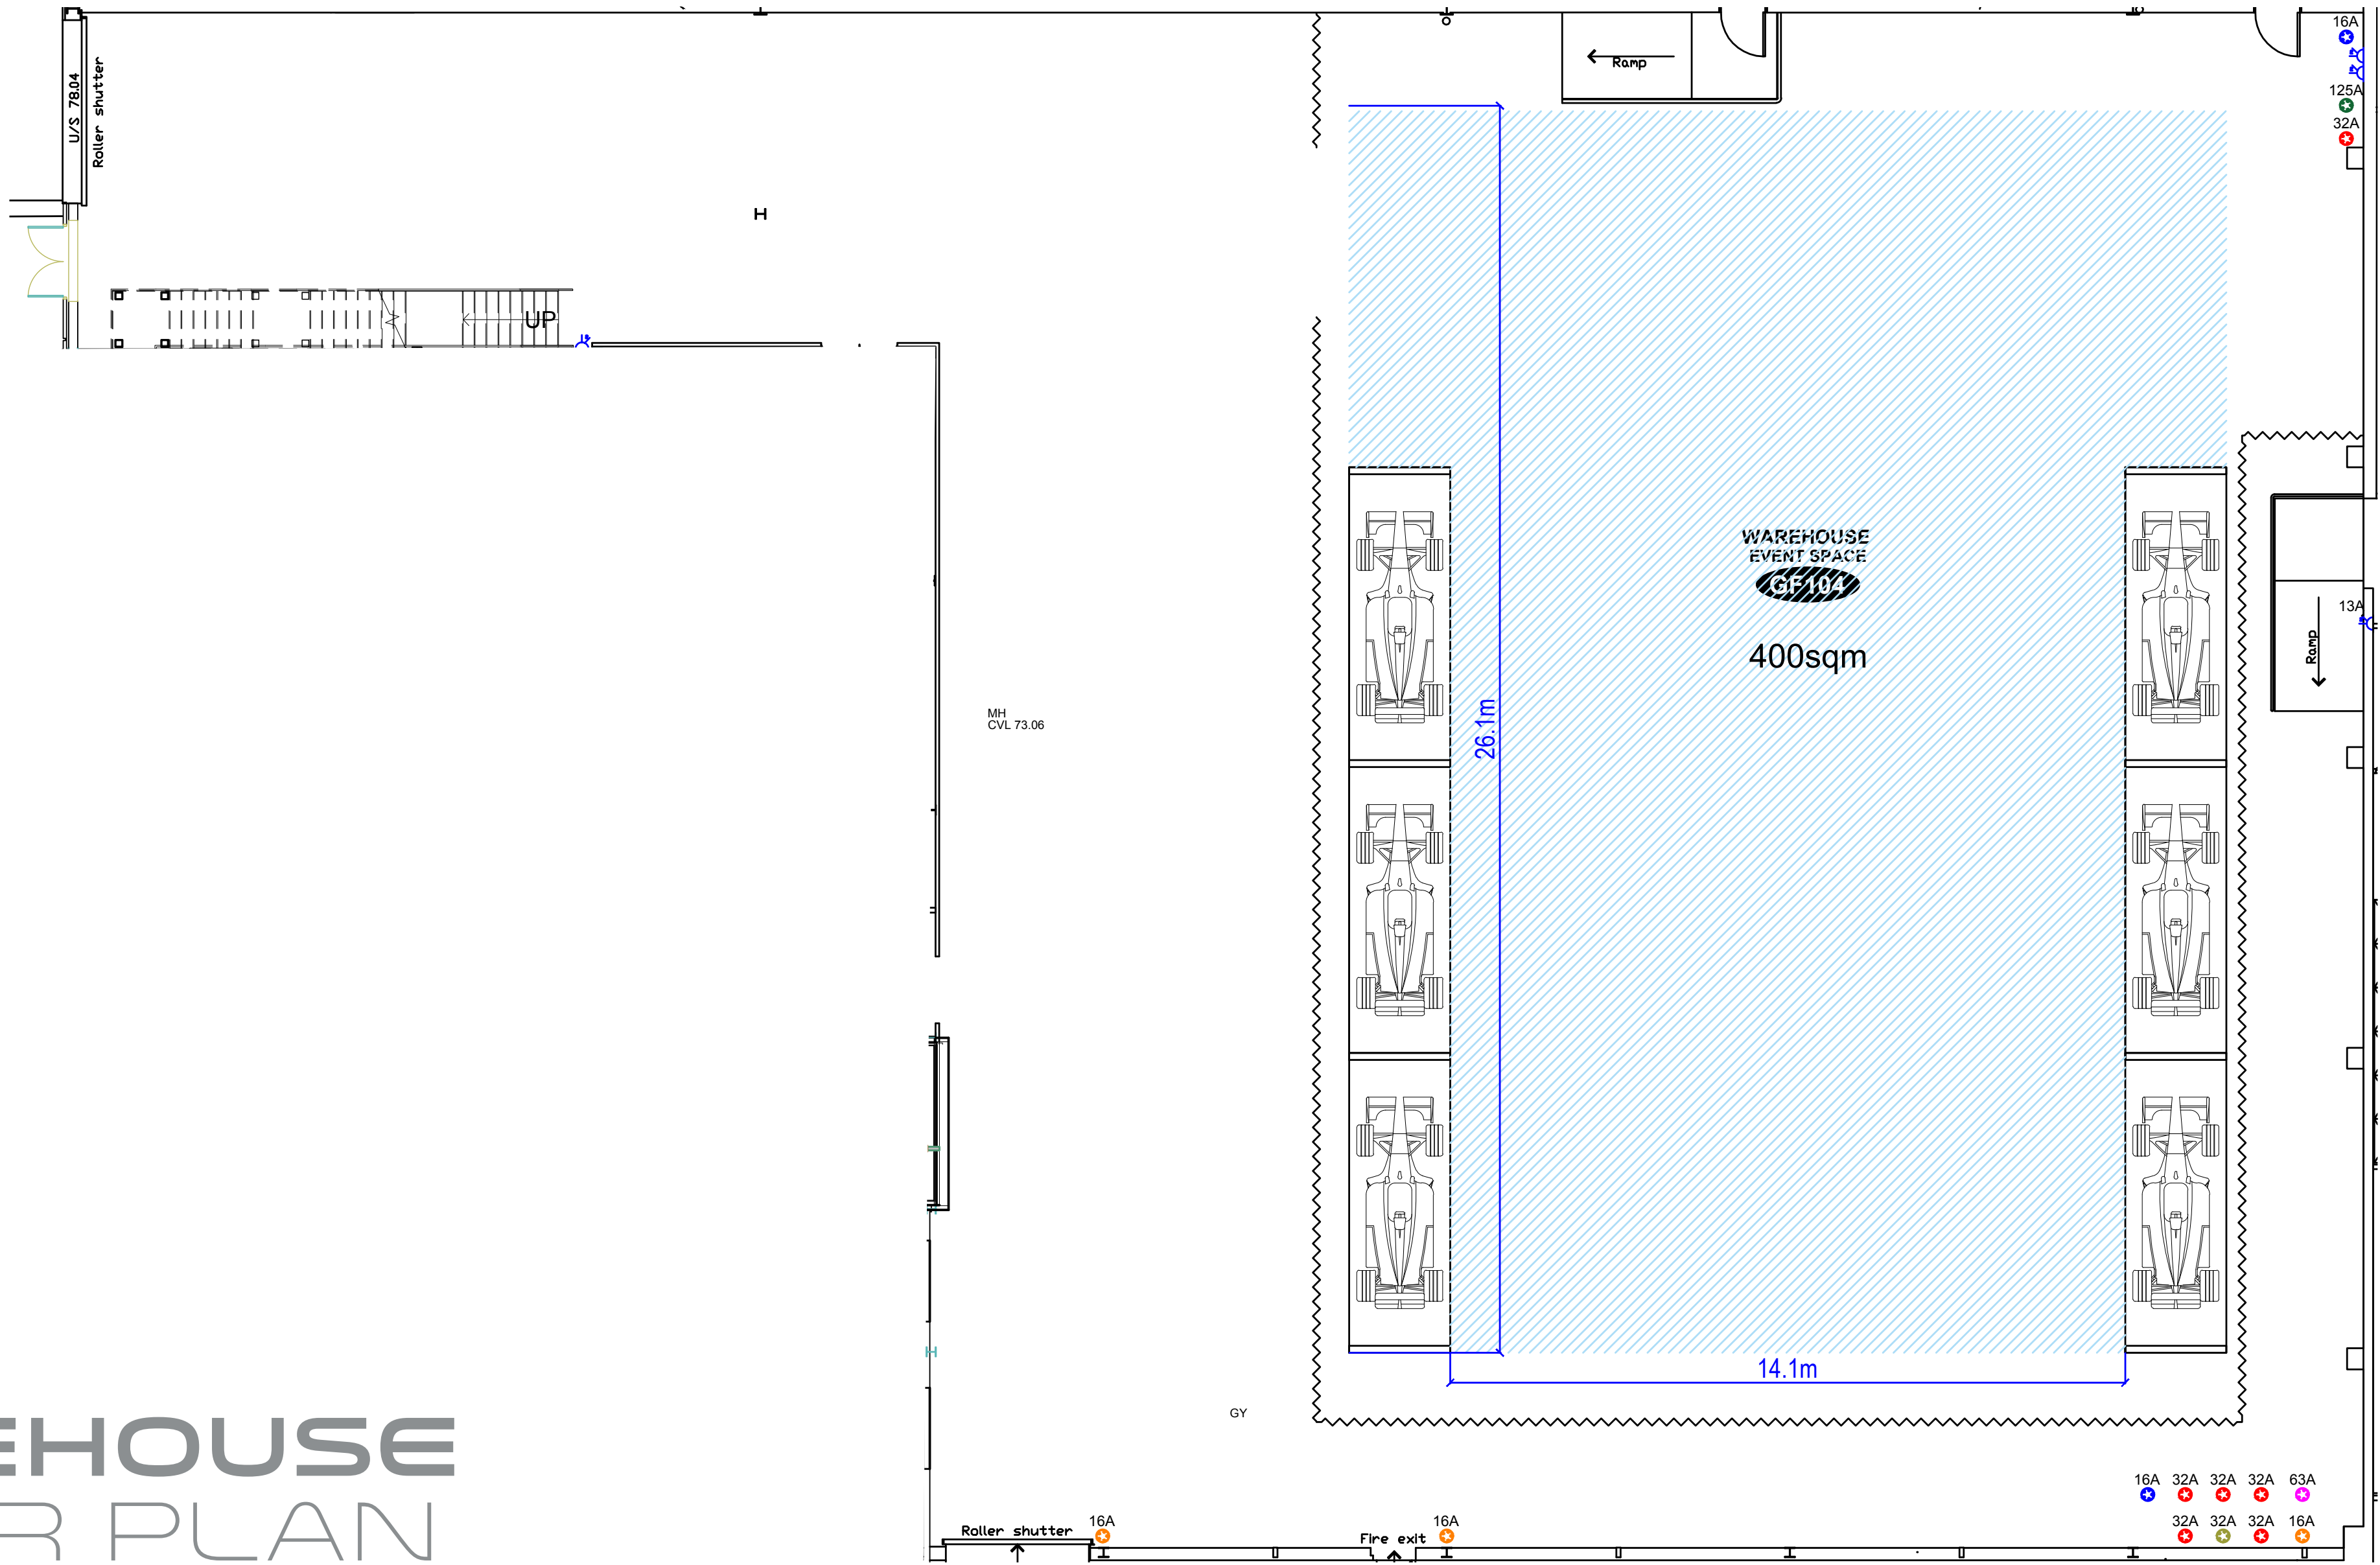 16A
125A
32A
U/S 78.04
Roller shutter
Ramp
H
UP
WAREHOUSE
EVENT SPACE
GF104
400sqm
13A
Ramp
26.1m
MH
CVL 73.06
14.1m
GY
EHOUSE
R PLAN
16A 32A 32A 32A 63A
32A 32A 32A 16A
Roller shutter
16A
Fire exit
16A